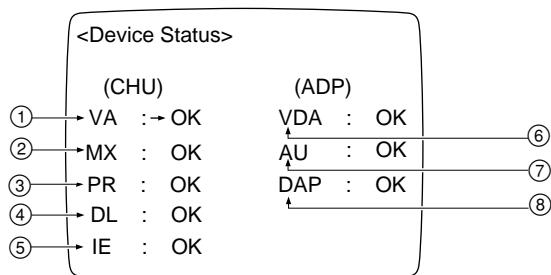 <Device Status>
(CHU) (ADP)
① VA : → OK VDA : OK ⑥
② MX : OK AU : OK ⑦
③ PR : OK DAP : OK ⑧
④ DL : OK
⑤ IE : OK